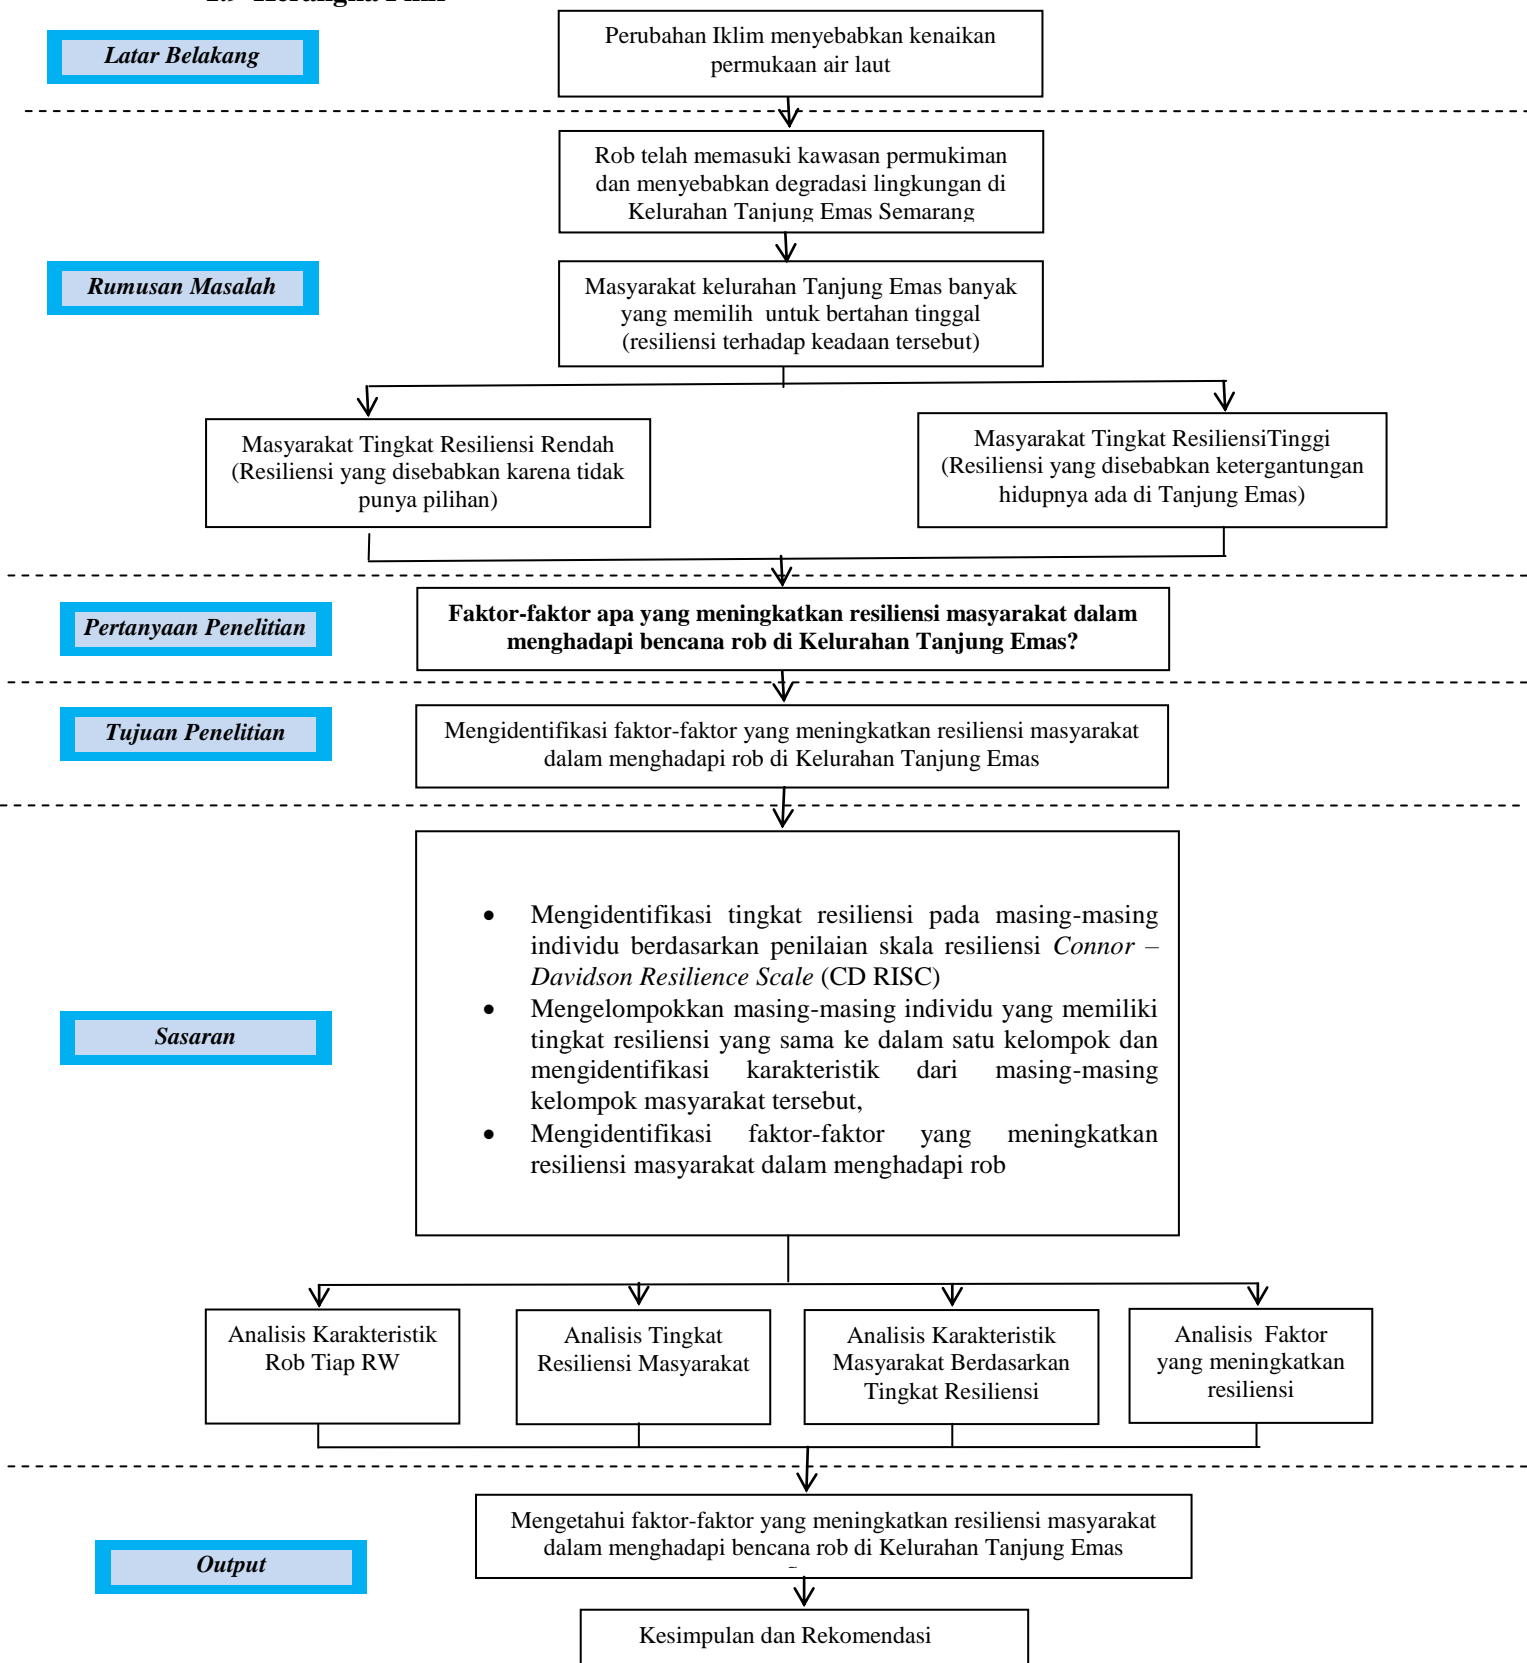 Latar Belakang
Perubahan Iklim menyebabkan kenaikan
permukaan air laut
Rob telah memasuki kawasan permukiman
dan menyebabkan degradasi lingkungan di
Kelurahan Tanjung Emas Semarang
Rumusan Masalah
Masyarakat kelurahan Tanjung Emas banyak
yang memilih untuk bertahan tinggal
(resiliensi terhadap keadaan tersebut)
Masyarakat Tingkat Resiliensi Rendah
(Resiliensi yang disebabkan karena tidak
punya pilihan)
Masyarakat Tingkat ResiliensiTinggi
(Resiliensi yang disebabkan ketergantungan
hidupnya ada di Tanjung Emas)
Pertanyaan Penelitian
Faktor-faktor apa yang meningkatkan resiliensi masyarakat dalam
menghadapi bencana rob di Kelurahan Tanjung Emas?
Tujuan Penelitian
Mengidentifikasi faktor-faktor yang meningkatkan resiliensi masyarakat
dalam menghadapi rob di Kelurahan Tanjung Emas
Sasaran
• Mengidentifikasi tingkat resiliensi pada masing-masing
individu berdasarkan penilaian skala resiliensi Connor –
Davidson Resilience Scale (CD RISC)
• Mengelompokkan masing-masing individu yang memiliki
tingkat resiliensi yang sama ke dalam satu kelompok dan
mengidentifikasi karakteristik dari masing-masing
kelompok masyarakat tersebut,
• Mengidentifikasi faktor-faktor yang meningkatkan
resiliensi masyarakat dalam menghadapi rob
Analisis Karakteristik
Rob Tiap RW
Analisis Tingkat
Resiliensi Masyarakat
Analisis Karakteristik
Masyarakat Berdasarkan
Tingkat Resiliensi
Analisis Faktor
yang meningkatkan
resiliensi
Output
Mengetahui faktor-faktor yang meningkatkan resiliensi masyarakat
dalam menghadapi bencana rob di Kelurahan Tanjung Emas
Kesimpulan dan Rekomendasi